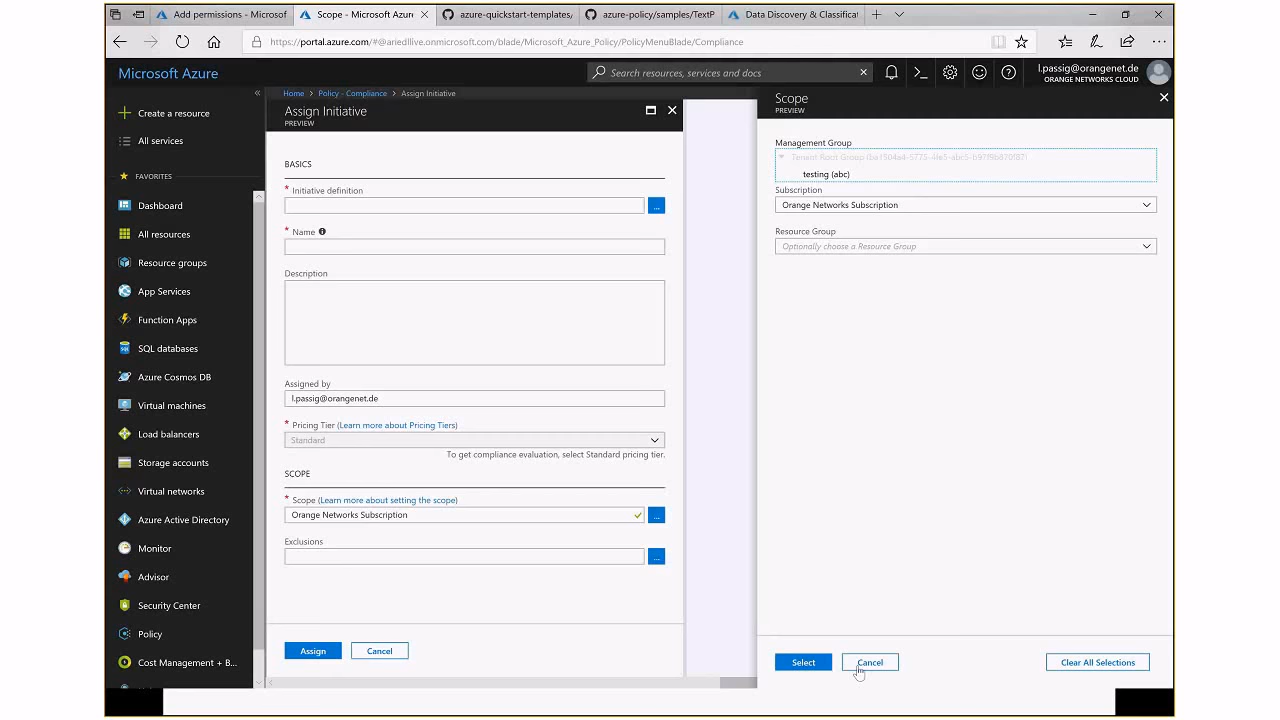 Add permissions - Microsof
Scope - Microsoft Azure
azure-quickstart-templates/
azure-policy/samples/TextP
Data Discovery & Classificat
https://portal.azure.com/#@ariedllive.onmicrosoft.com/blade/Microsoft_Azure_Policy/PolicyMenuBlade/Compliance
Microsoft Azure
Search resources, services and docs
l.passig@orangenet.de
ORANGE NETWORKS CLOUD
Create a resource
All services
FAVORITES
Dashboard
All resources
Resource groups
App Services
Function Apps
SQL databases
Azure Cosmos DB
Virtual machines
Load balancers
Storage accounts
Virtual networks
Azure Active Directory
Monitor
Advisor
Security Center
Policy
Cost Management + B...
Home
Policy - Compliance
Assign Initiative
Assign Initiative
PREVIEW
BASICS
* Initiative definition
...
* Name
Description
Assigned by
l.passig@orangenet.de
* Pricing Tier (Learn more about Pricing Tiers)
Standard
To get compliance evaluation, select Standard pricing tier.
SCOPE
* Scope (Learn more about setting the scope)
Orange Networks Subscription
...
Exclusions
...
Assign
Cancel
Scope
PREVIEW
Management Group
Tenant Root Group
testing (abc)
Subscription
Orange Networks Subscription
Resource Group
Optionally choose a Resource Group
Select
Cancel
Clear All Selections